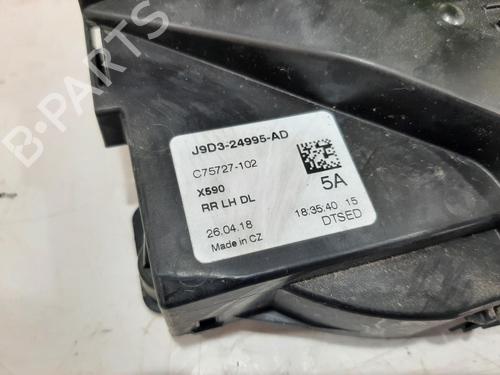 B-PARTS
J9D3-24995-AD
C75727-102
X590
RR LH DL
5A
26.04.18
18:35:40 15
Made in CZ
DTSED